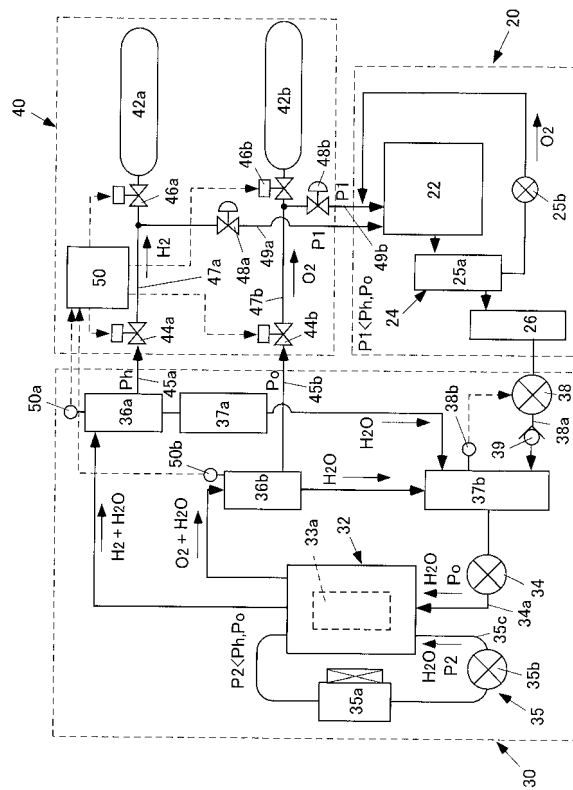 40
20
42a
42b
46a
46b
48b
50
H2
48a
P1
49a
P1
49b
22
O2
25b
47a
O2
47b
44a
44b
25a
24
P1<Ph,Po
26
Ph
45a
Po
45b
50a
36a
37a
50b
H2O
38b
38
38a
39
H2O
36b
37b
H2+H2O
O2+H2O
32
33a
H2O
Po
34
34a
P2<Ph,Po
35c
H2O
P2
35a
35b
35
30